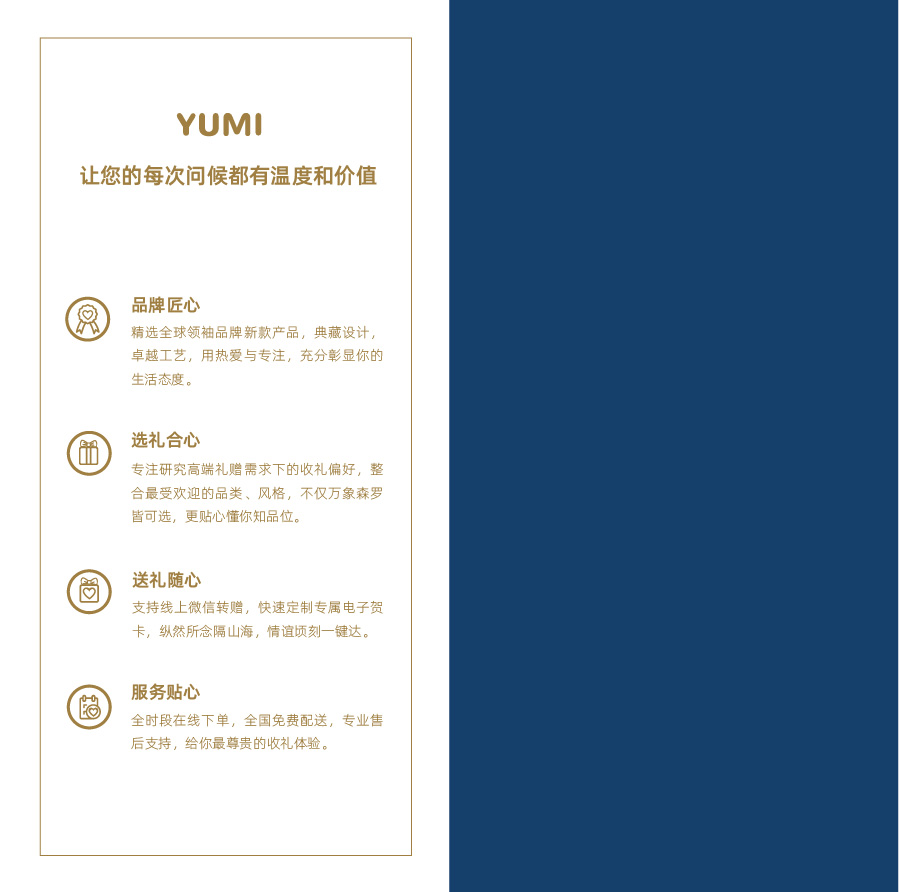 YUMI
让您的每次问候都有温度和价值
品牌匠心
精选全球领袖品牌新款产品，典藏设计，
卓越工艺，用热爱与专注，充分彰显你的
生活态度。
选礼合心
专注研究高端礼赠需求下的收礼偏好，整
合最受欢迎的品类、风格，不仅万象森罗
皆可选，更贴心懂你知品位。
送礼随心
支持线上微信转赠，快速定制专属电子贺
卡，纵然所念隔山海，情谊顷刻一键达。
服务贴心
全时段在线下单，全国免费配送，专业售
后支持，给你最尊贵的收礼体验。